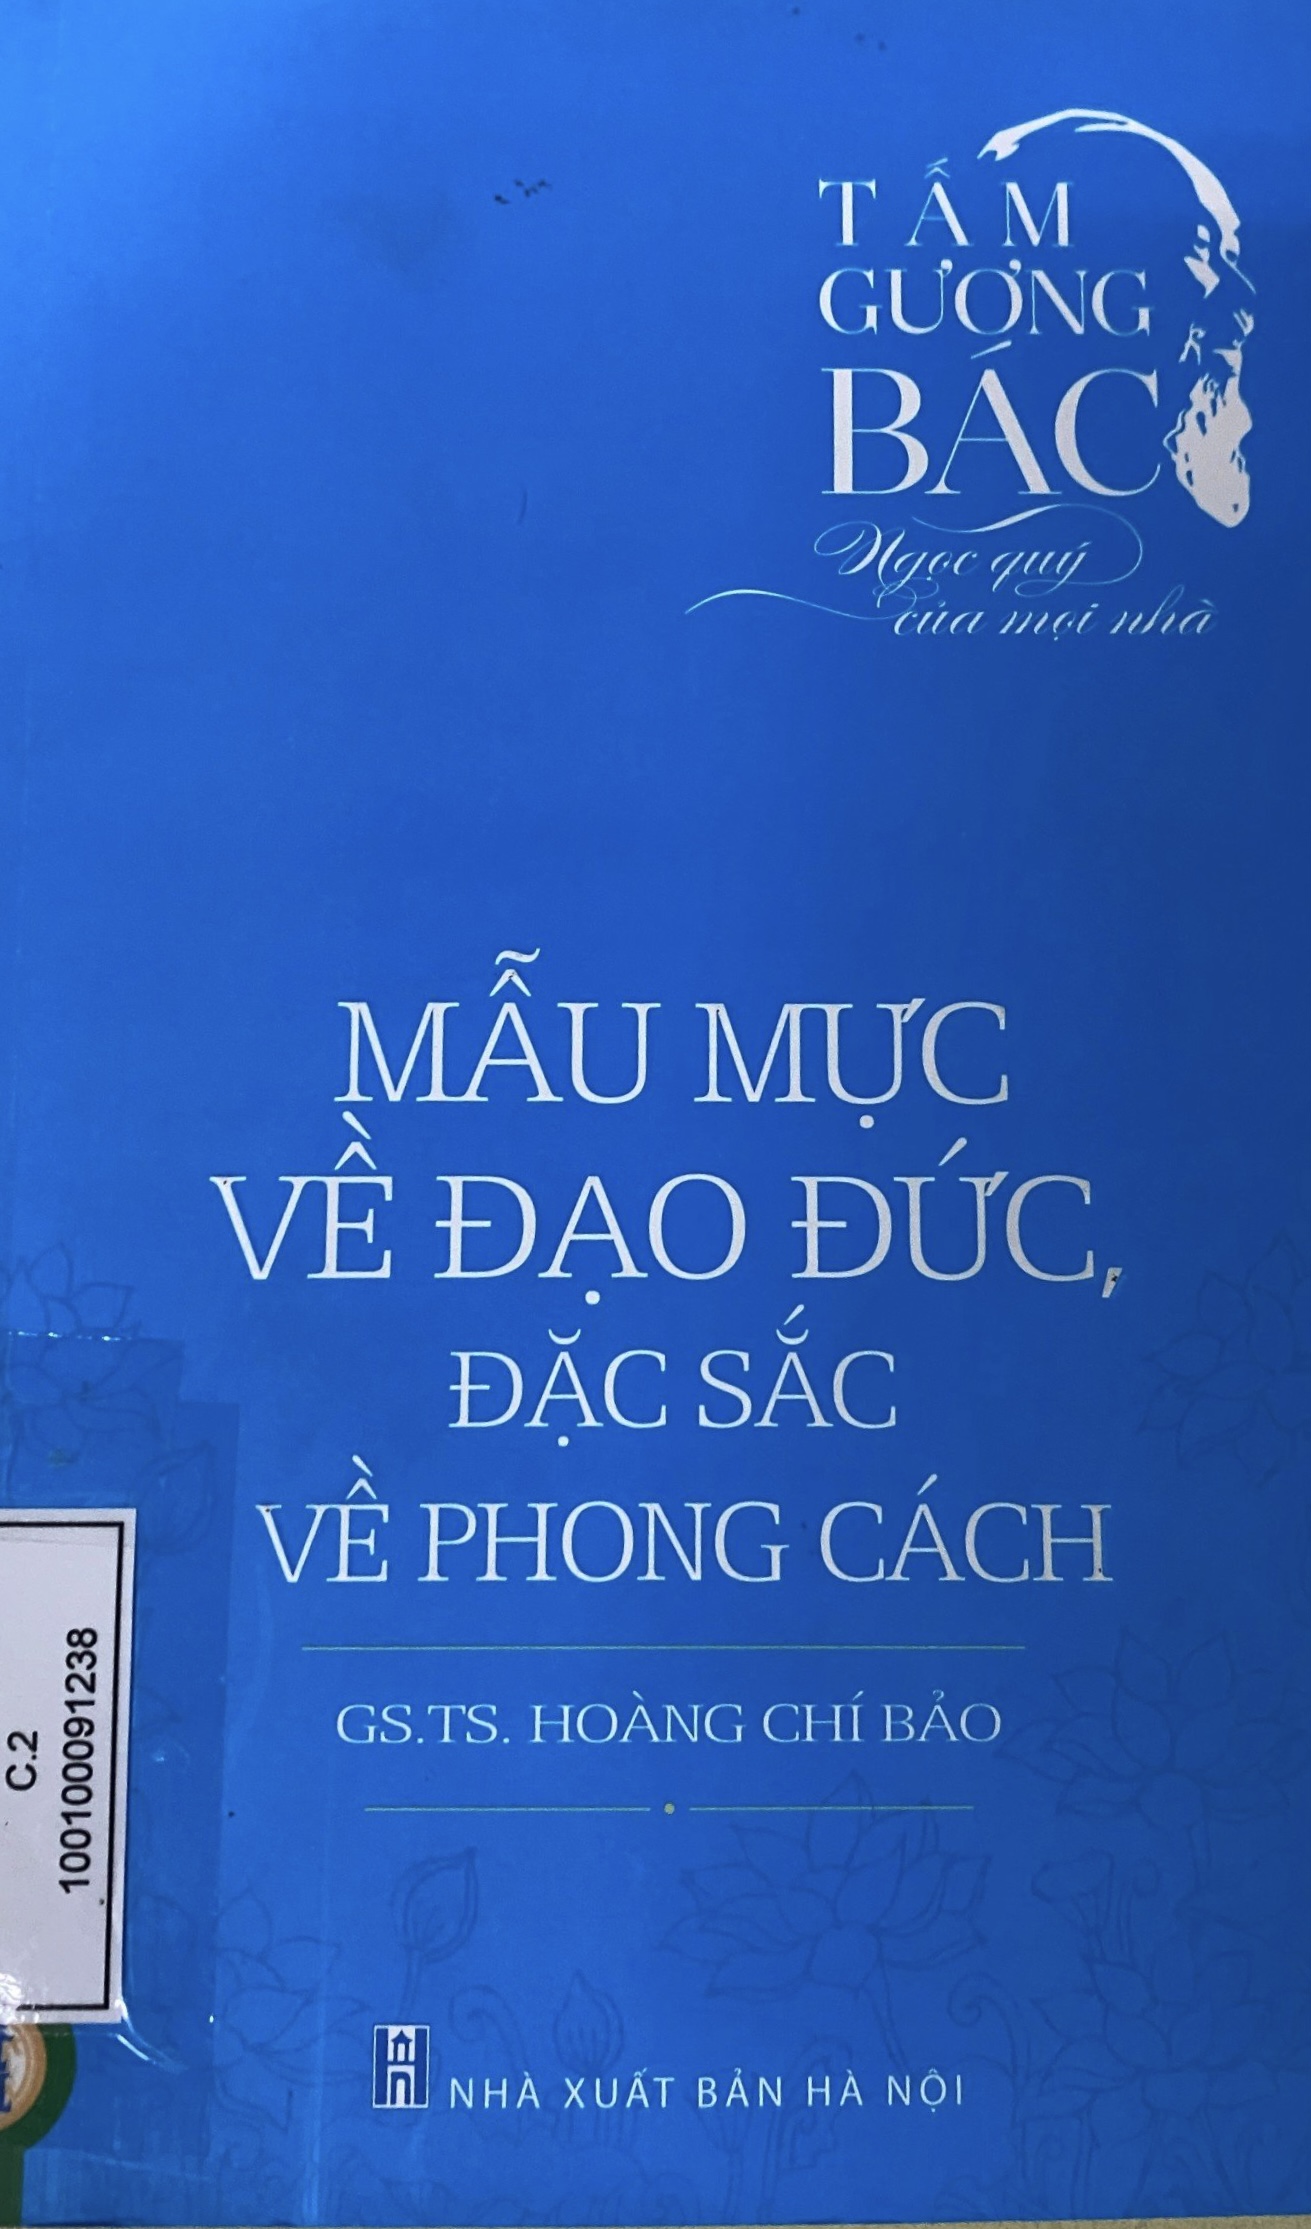 TẤM
GƯƠNG
BÁC
Ngọc quý
của mọi nhà
MẪU MỰC
VỀ ĐẠO ĐỨC,
ĐẶC SẮC
VỀ PHONG CÁCH
GS.TS. HOÀNG CHÍ BẢO
C.2
100100091238
NHÀ XUẤT BẢN HÀ NỘI